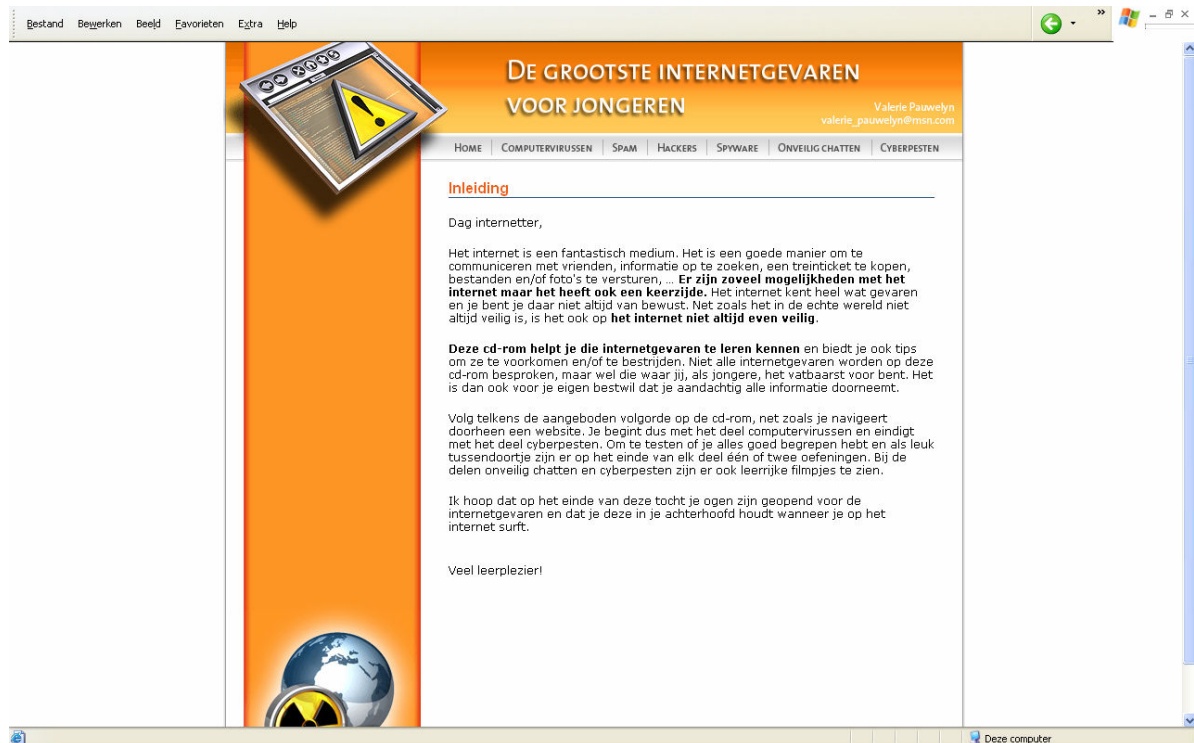 Bestand Bewerken Beeld Favorieten Extra Help
»
DE GROOTSTE INTERNETGEVAREN
VOOR JONGEREN
Valerie Pauwelyn
valerie_pauwelyn@msn.com
HOME COMPUTERVIRUSSEN SPAM HACKERS SPYWARE ONVEILIG CHATTEN CYBERPESTEN
Inleiding
Dag internetter,
Het internet is een fantastisch medium. Het is een goede manier om te
communiceren met vrienden, informatie op te zoeken, een treinticket te kopen,
bestanden en/of foto's te versturen, ... Er zijn zoveel mogelijkheden met het
internet maar het heeft ook een keerzijde. Het internet kent heel wat gevaren
en je bent je daar niet altijd van bewust. Net zoals het in de echte wereld niet
altijd veilig is, is het ook op het internet niet altijd even veilig.
Deze cd-rom helpt je die internetgevaren te leren kennen en biedt je ook tips
om ze te voorkomen en/of te bestrijden. Niet alle internetgevaren worden op deze
cd-rom besproken, maar wel die waar jij, als jongere, het vatbaarst voor bent. Het
is dan ook voor je eigen bestwil dat je aandachtig alle informatie doorneemt.
Volg telkens de aangeboden volgorde op de cd-rom, net zoals je navigeert
doorheen een website. Je begint dus met het deel computervirussen en eindigt
met het deel cyberpesten. Om te testen of je alles goed begrepen hebt en als leuk
tussendoortje zijn er op het einde van elk deel één of twee oefeningen. Bij de
delen onveilig chatten en cyberpesten zijn er ook leerrijke filmpjes te zien.
Ik hoop dat op het einde van deze tocht je ogen zijn geopend voor de
internetgevaren en dat je deze in je achterhoofd houdt wanneer je op het
internet surft.
Veel leerplezier!
Deze computer